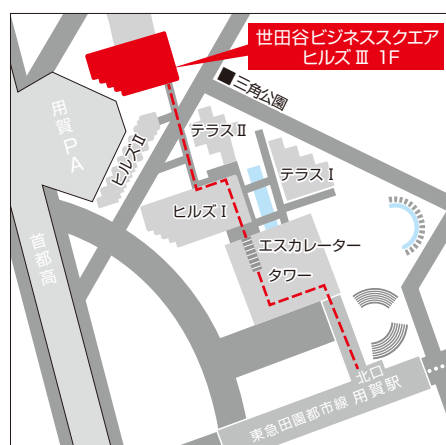 世田谷ビジネススクエア
ヒルズ Ⅲ 1F
三角公園
用賀PA
ヒルズⅡ
テラスⅡ
テラスⅠ
ヒルズⅠ
エスカレーター
タワー
首都高
北口
用賀駅
東急田園都市線